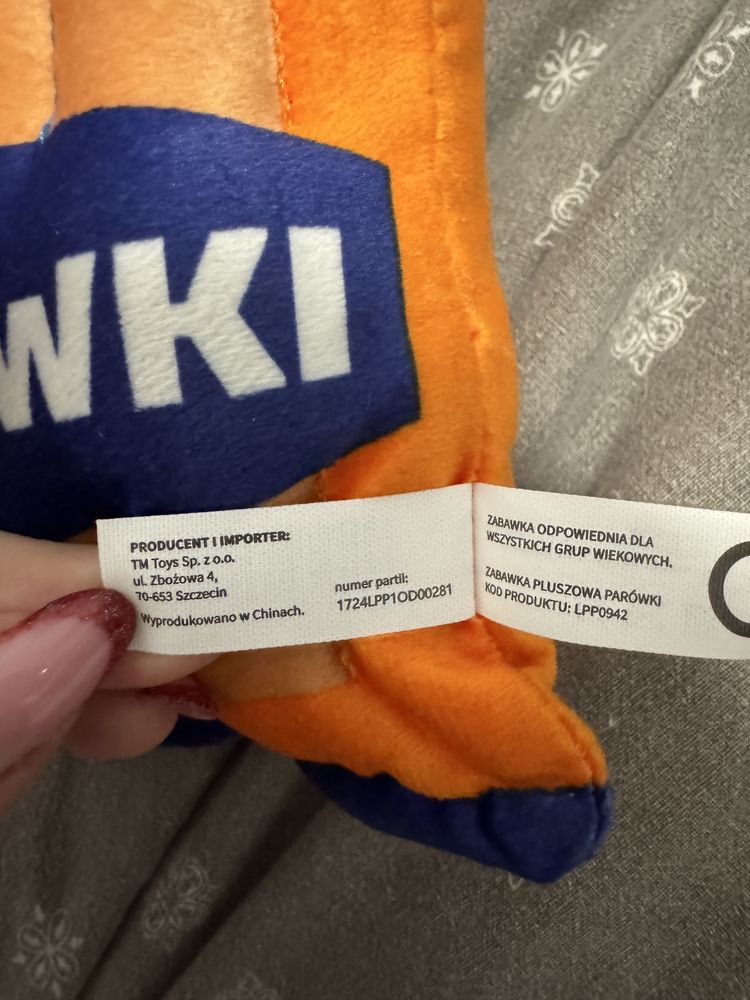 WKI
PRODUCENT I IMPORTER:
TM Toys Sp. z o.o.
ul. Zbożowa 4,
70-653 Szczecin
Wyprodukowano w Chinach.
numer partii:
1724LPP1OD00281
ZABAWKA ODPOWIEDNIA DLA
WSZYSTKICH GRUP WIEKOWYCH.
ZABAWKA PLUSZOWA PARÓWKI
KOD PRODUKTU: LPP0942